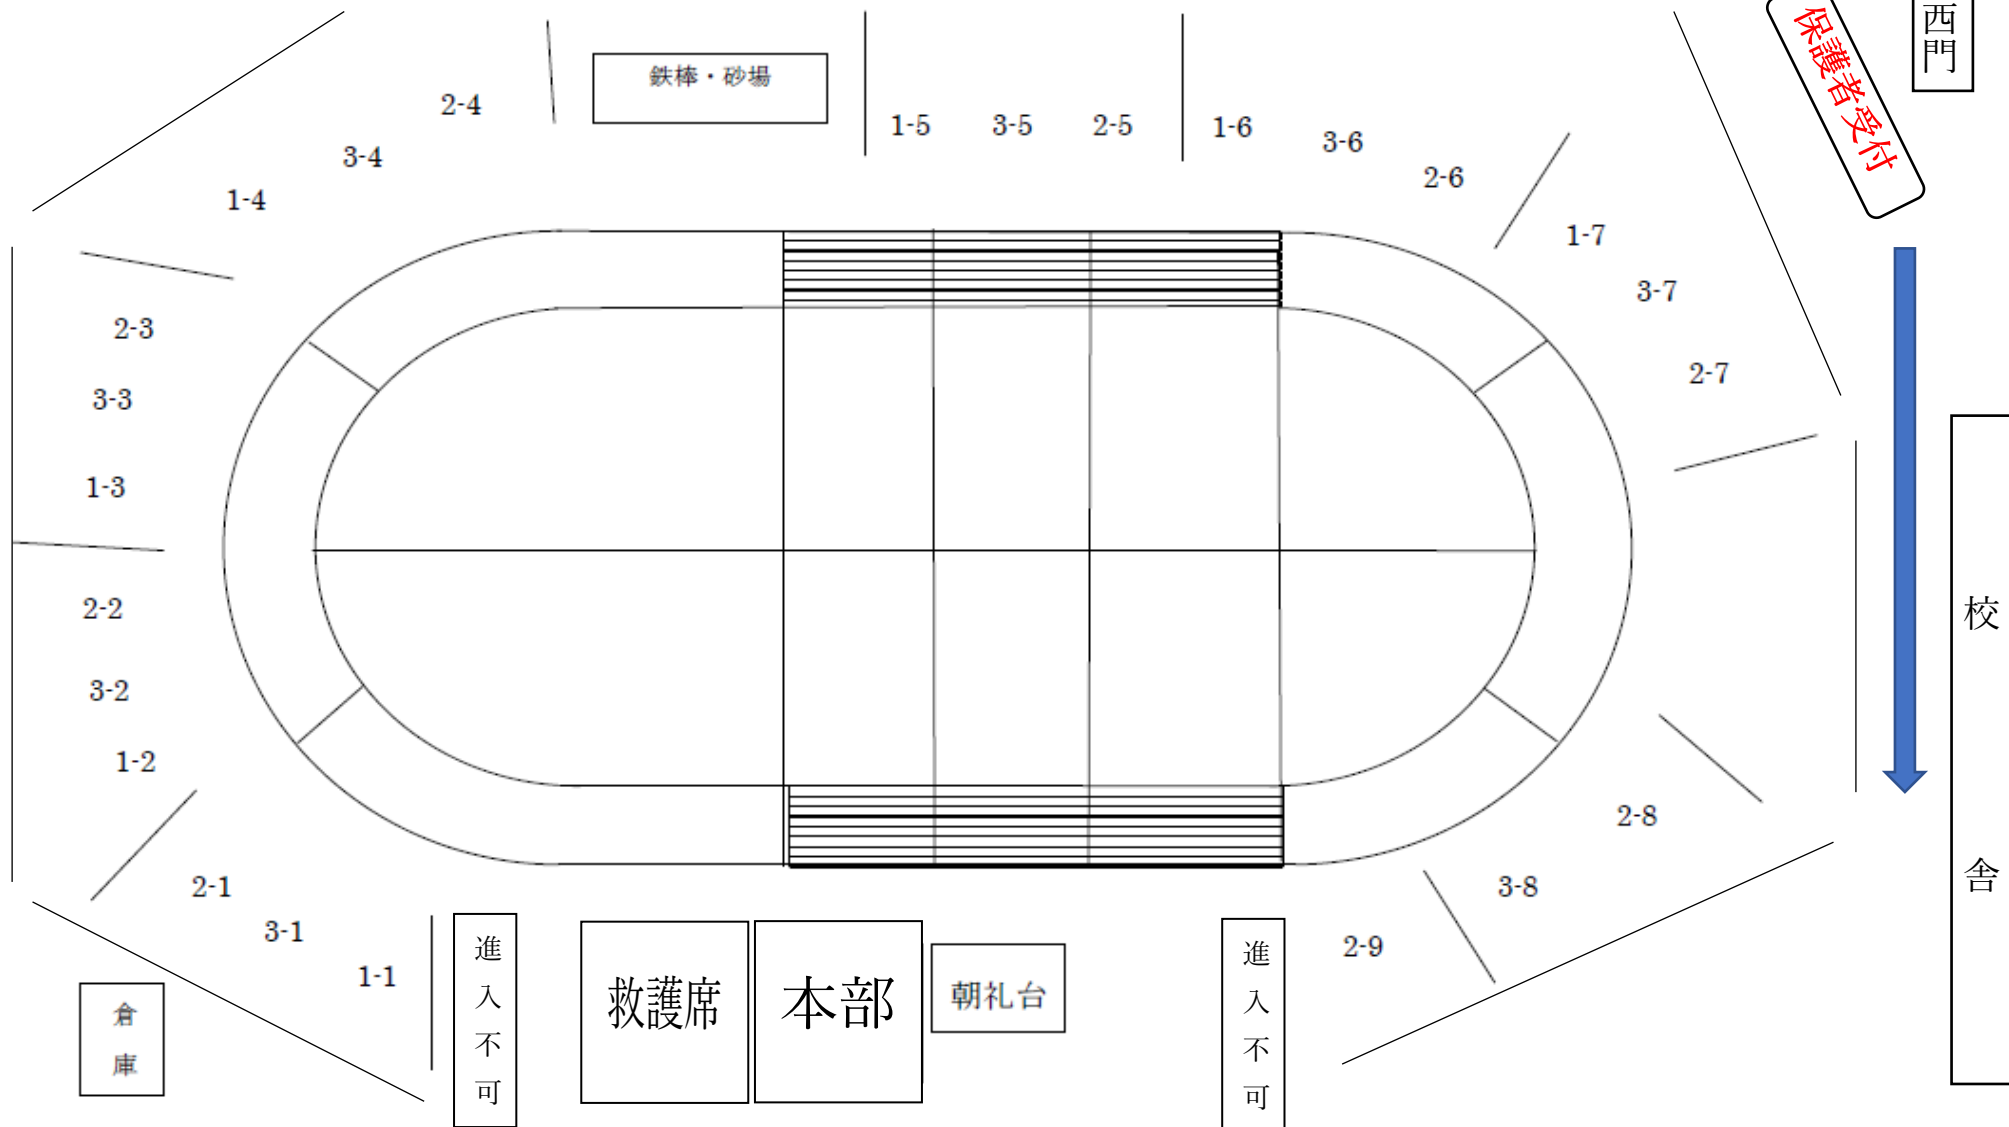 西門
保護者受付
鉄棒・砂場
2-4
3-4
1-4
1-5 3-5 2-5
1-6
3-6
2-6
1-7
3-7
2-7
2-3
3-3
1-3
2-2
3-2
1-2
2-1
3-1
1-1
2-8
3-8
2-9
校舎
倉庫
進入不可
救護席
本部
朝礼台
進入不可